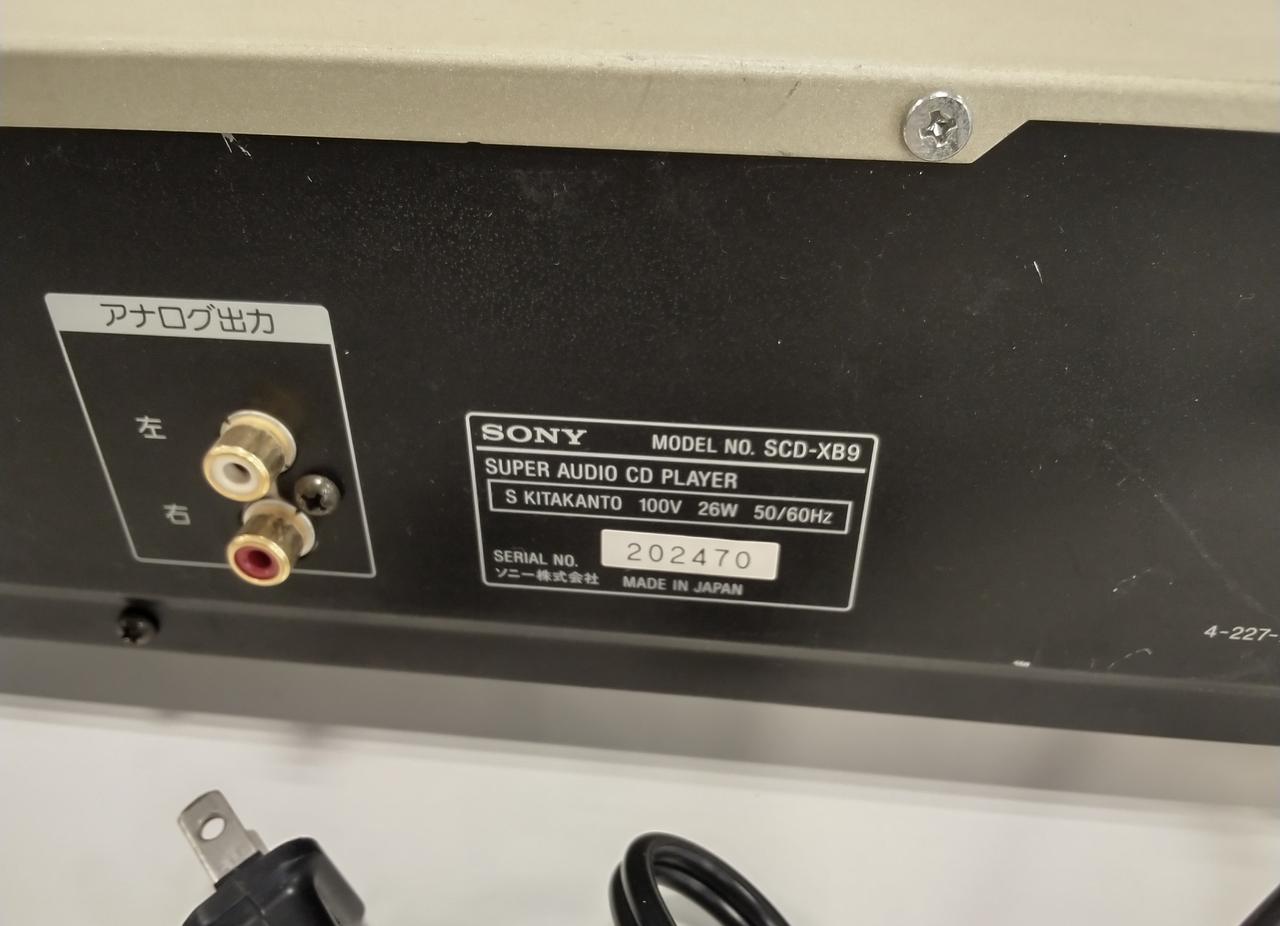 アナログ出力
左
右
SONY MODEL NO. SCD-XB9
SUPER AUDIO CD PLAYER
S KITAKANTO 100V 26W 50/60Hz
SERIAL NO. 202470
ソニー株式会社 MADE IN JAPAN
4-227-